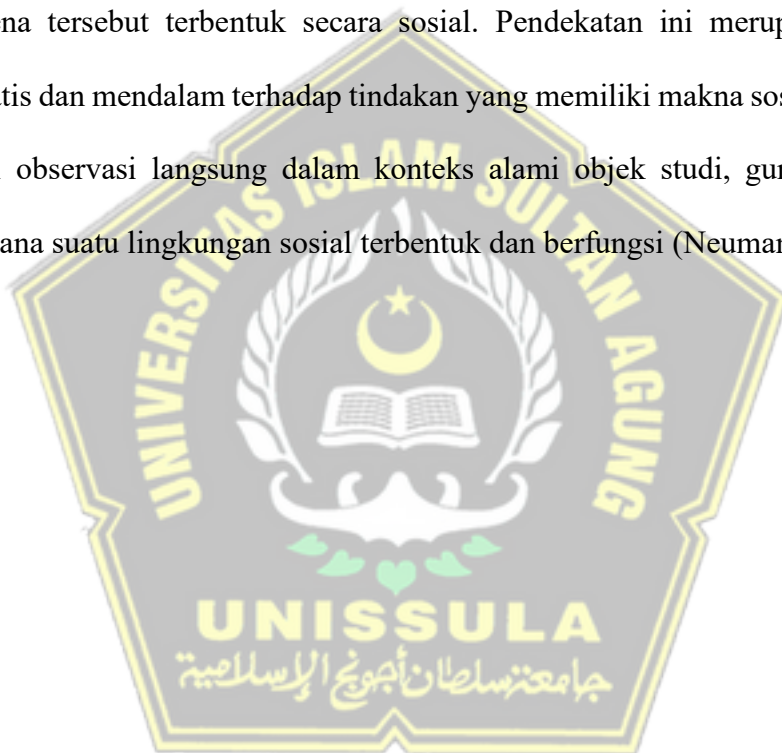 ena tersebut terbentuk secara sosial. Pendekatan ini merup
tis dan mendalam terhadap tindakan yang memiliki makna sos
observasi langsung dalam konteks alami objek studi, gun
ana suatu lingkungan sosial terbentuk dan berfungsi (Neuman
UNIVERSITAS ISLAM SULTAN AGUNG
UNISSULA
جامعة سلطان أجونج الإسلامية